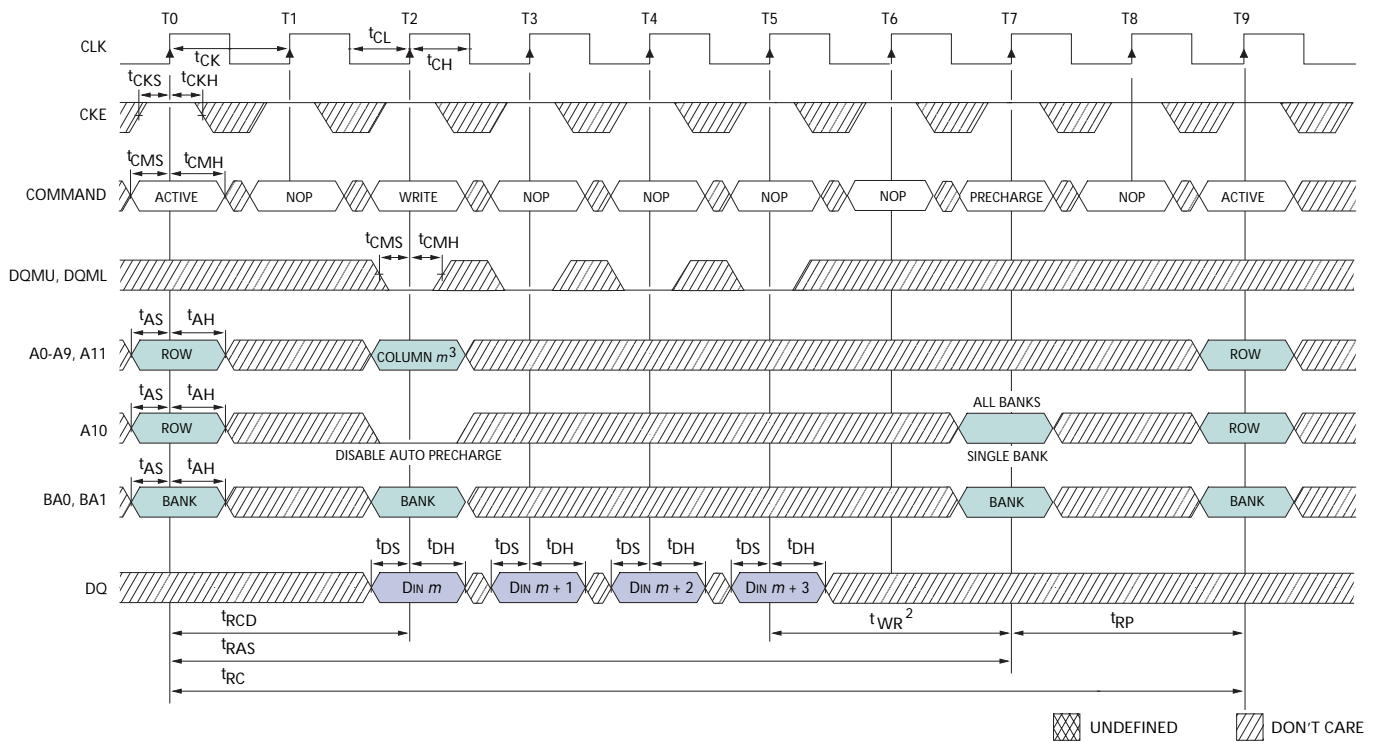 T0 T1 T2 T3 T4 T5 T6 T7 T8 T9
CLK
tCK tCL tCH
tCKS tCKH
CKE
tCMS tCMH
COMMAND ACTIVE NOP WRITE NOP NOP NOP NOP PRECHARGE NOP ACTIVE
tCMS tCMH
DQMU, DQML
tAS tAH
A0-A9, A11 ROW COLUMN m3 ROW
tAS tAH ALL BANKS
A10 ROW ROW
DISABLE AUTO PRECHARGE SINGLE BANK
tAS tAH
BA0, BA1 BANK BANK BANK BANK
tDS tDH tDS tDH tDS tDH tDS tDH
DQ DIN m DIN m + 1 DIN m + 2 DIN m + 3
tRCD tWR2 tRP
tRAS
tRC
UNDEFINED DON'T CARE